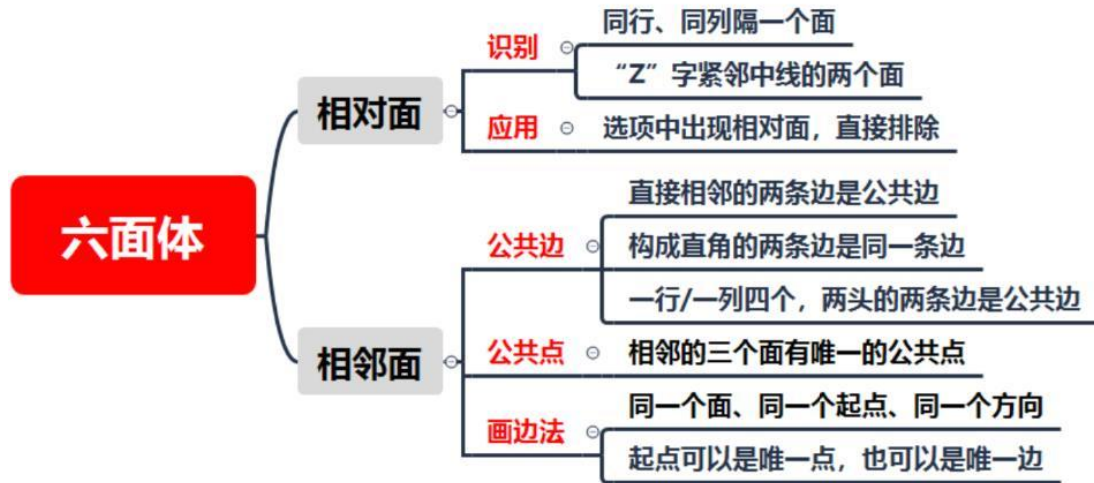 六面体
相对面
识别
同行、同列隔一个面
“Z”字紧邻中线的两个面
应用
选项中出现相对面，直接排除
相邻面
公共边
直接相邻的两条边是公共边
构成直角的两条边是同一条边
一行/一列四个，两头的两条边是公共边
公共点
相邻的三个面有唯一的公共点
画边法
同一个面、同一个起点、同一个方向
起点可以是唯一点，也可以是唯一边